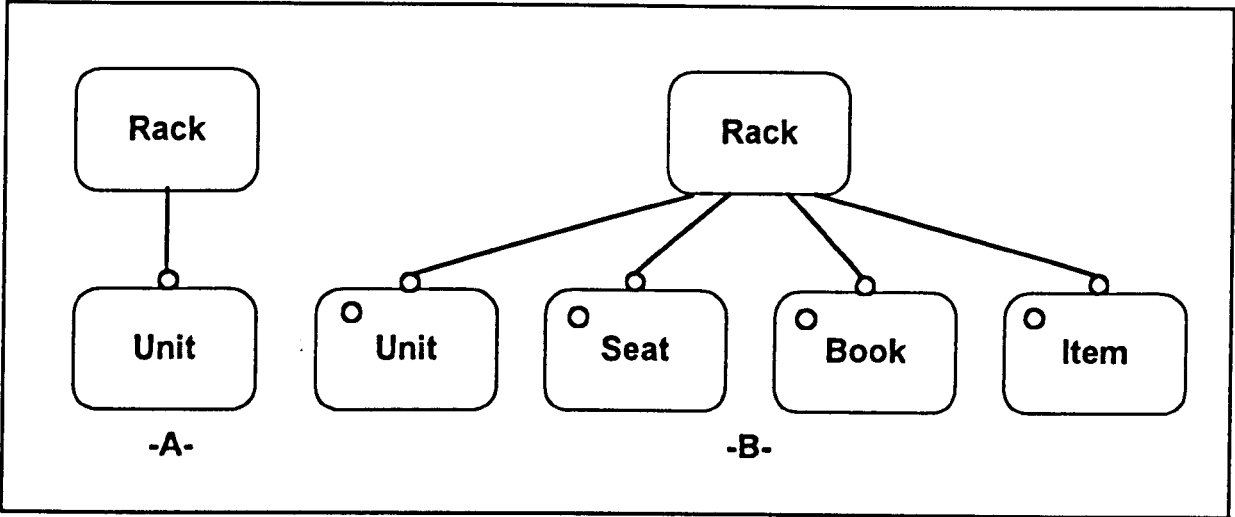 Rack
Rack
Unit
Unit
Seat
Book
Item
-A-
-B-